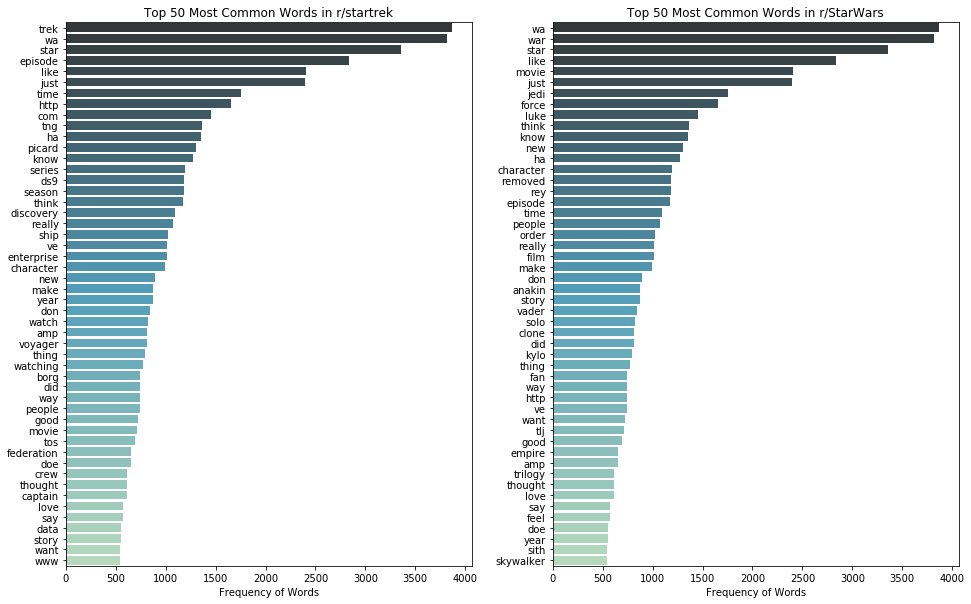 Top 50 Most Common Words in r/startrek
trek
wa
star
episode
like
just
time
http
com
tng
ha
picard
know
series
ds9
season
think
discovery
really
ship
ve
enterprise
character
new
make
year
don
watch
amp
voyager
thing
watching
borg
did
way
people
good
movie
tos
federation
doe
crew
thought
captain
love
say
data
story
want
www
0 500 1000 1500 2000 2500 3000 3500 4000
Frequency of Words
Top 50 Most Common Words in r/StarWars
wa
war
star
like
movie
just
jedi
force
luke
think
know
new
ha
character
removed
rey
episode
time
people
order
really
film
make
don
anakin
story
vader
solo
clone
did
kylo
thing
fan
way
http
ve
want
tlj
good
empire
amp
trilogy
thought
love
say
feel
doe
year
sith
skywalker
0 500 1000 1500 2000 2500 3000 3500 4000
Frequency of Words